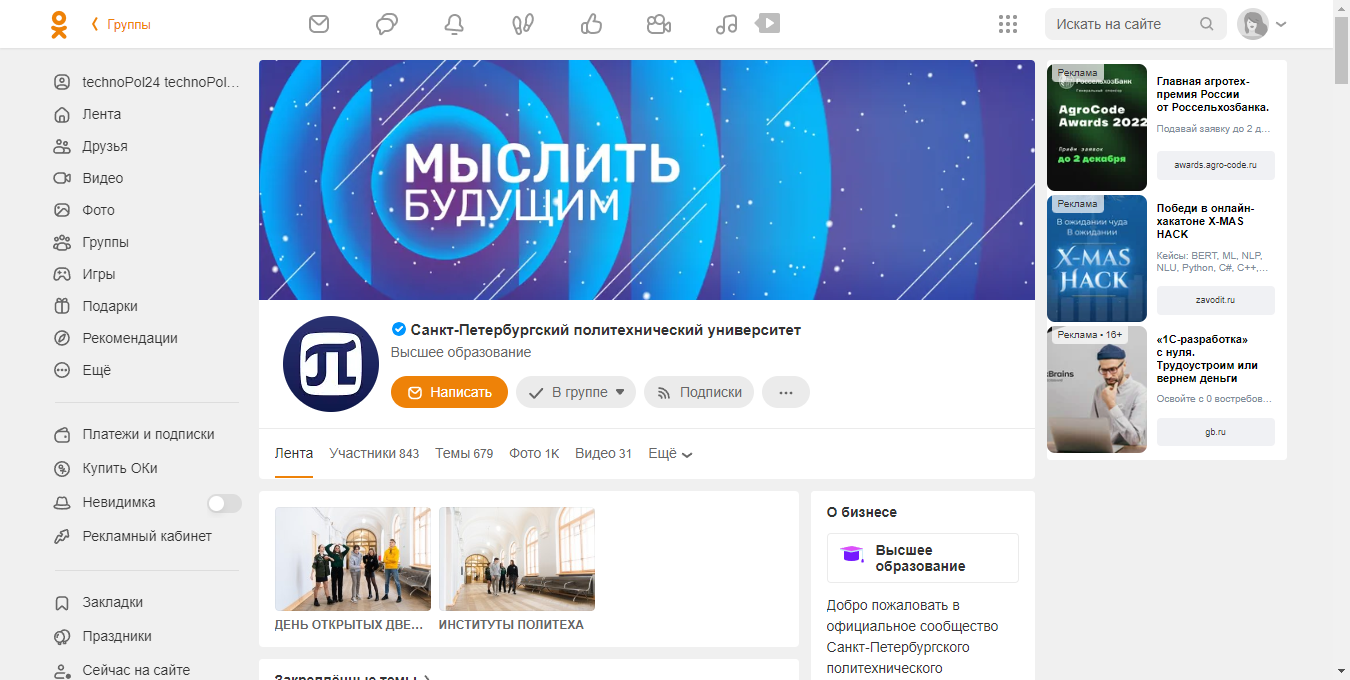 Группы
Искать на сайте
technoPol24 technoPol…
Лента
Друзья
Видео
Фото
Группы
Игры
Подарки
Рекомендации
Ещё
Платежи и подписки
Купить ОКи
Невидимка
Рекламный кабинет
Закладки
Праздники
Сейчас на сайте
МЫСЛИТЬ
БУДУЩИМ
Санкт-Петербургский политехнический университет
Высшее образование
Написать
В группе
Подписки
Лента
Участники 843
Темы 679
Фото 1К
Видео 31
Ещё
ДЕНЬ ОТКРЫТЫХ ДВЕ…
ИНСТИТУТЫ ПОЛИТЕХА
Закреплённые темы
О бизнесе
Высшее
образование
Добро пожаловать в
официальное сообщество
Санкт-Петербургского
политехнического
Реклама
РоссельхозБанк
AgroCode
Awards 2022
Приём заявок
до 2 декабря
Главная агротех-
премия России
от Россельхозбанка.
Подавай заявку до 2 д…
awards.agro-code.ru
Реклама
В ожидании чуда
В ожидании
X-MAS
HACK
Победи в онлайн-
хакатоне X-MAS
HACK
Кейсы: BERT, ML, NLP,
NLU, Python, C#, C++,…
zavodit.ru
Реклама • 16+
Brains
«1С-разработка»
с нуля.
Трудоустроим или
вернем деньги
Освойте с 0 востребов…
gb.ru